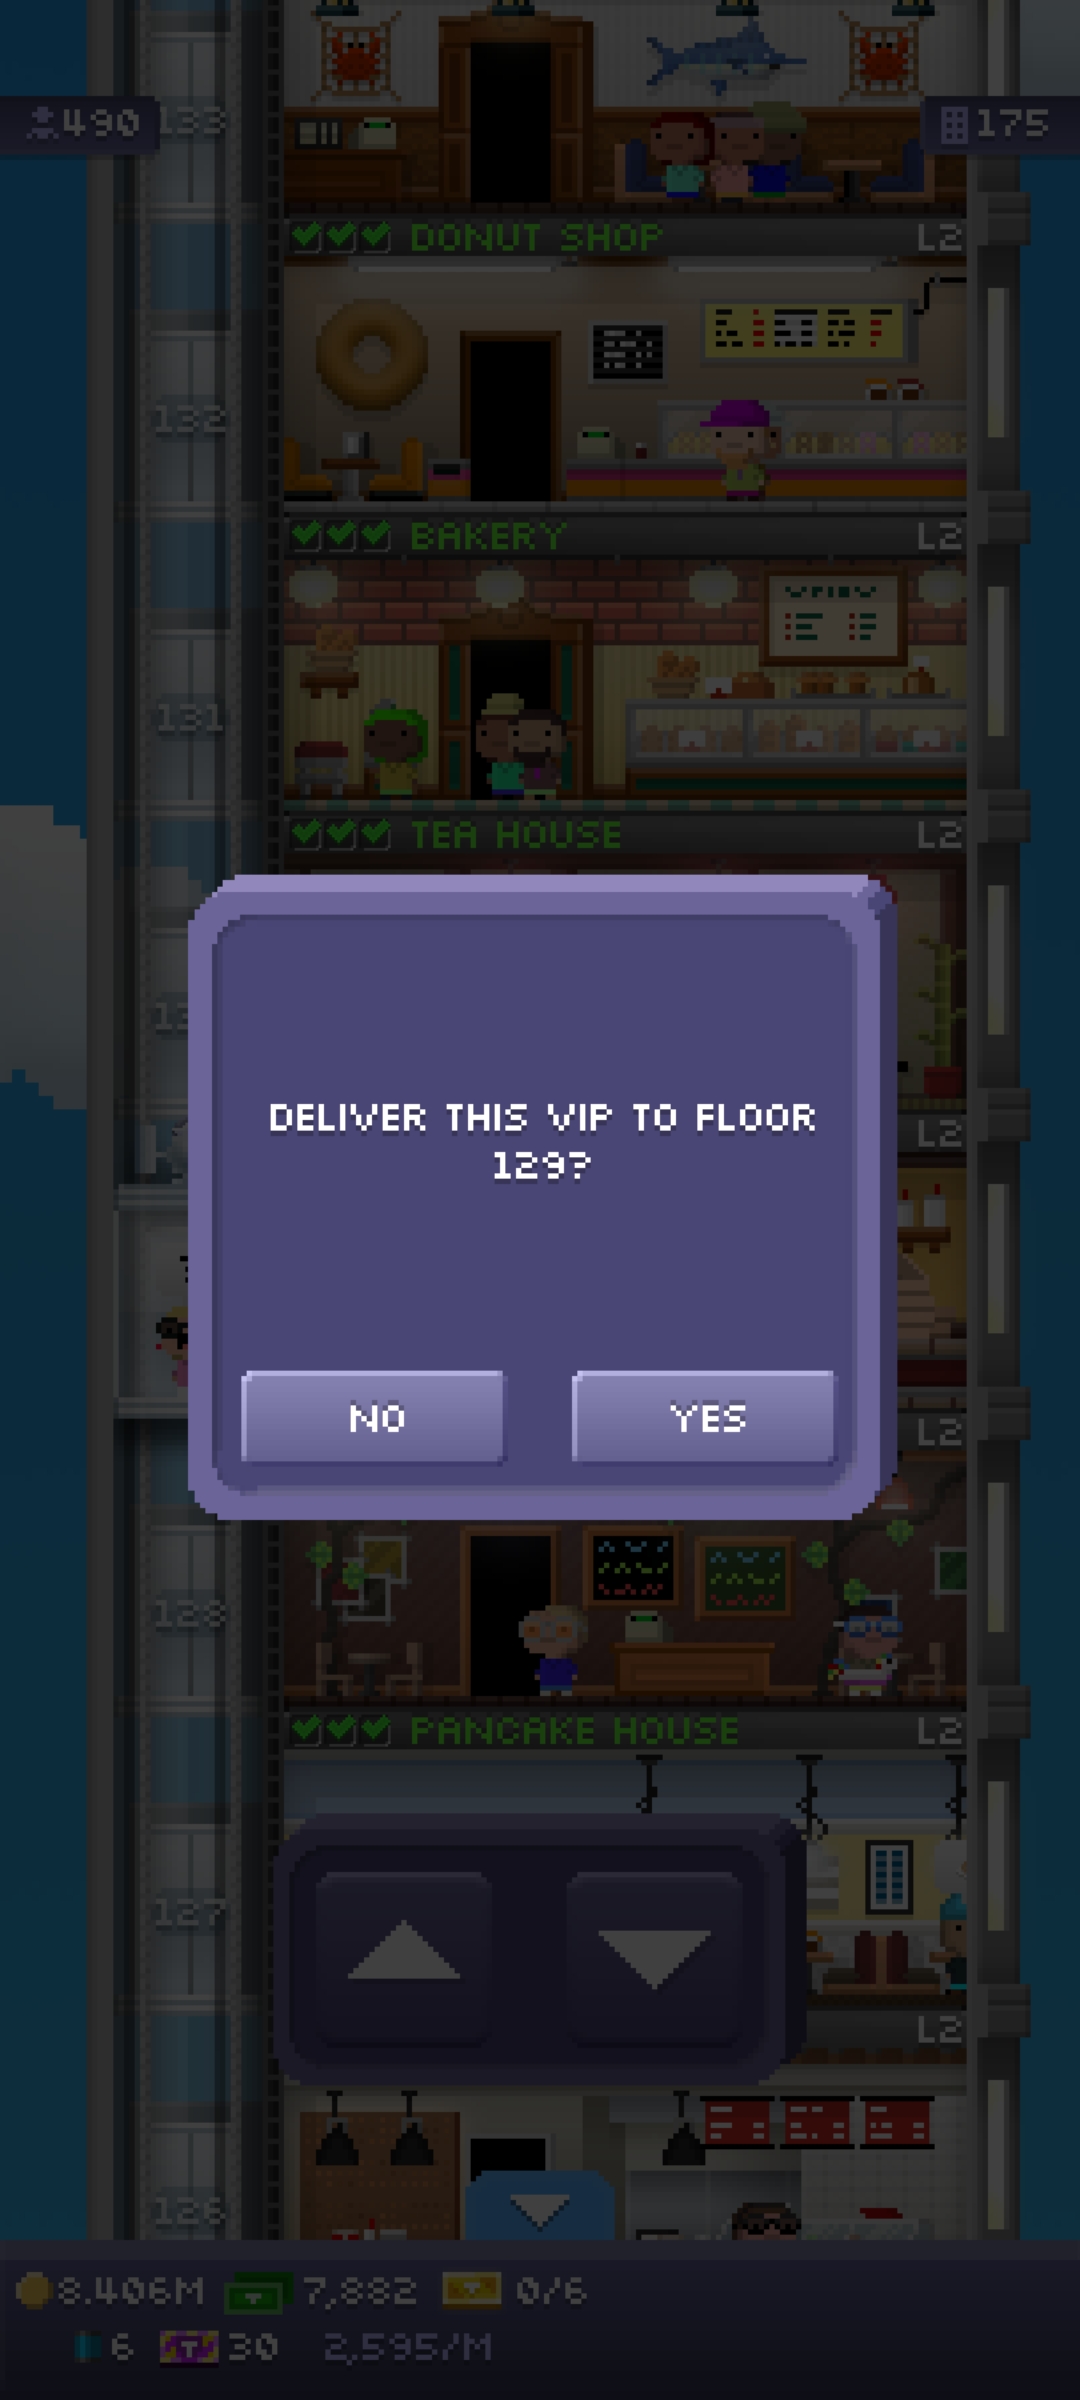 490
133
175
DONUT SHOP L2
132
BAKERY L2
131
TEA HOUSE L2
L2
DELIVER THIS VIP TO FLOOR
129?
NO YES
L2
128
PANCAKE HOUSE L2
127
L2
126
8.406M 7,882 0/6
6 T 30 2,595/M